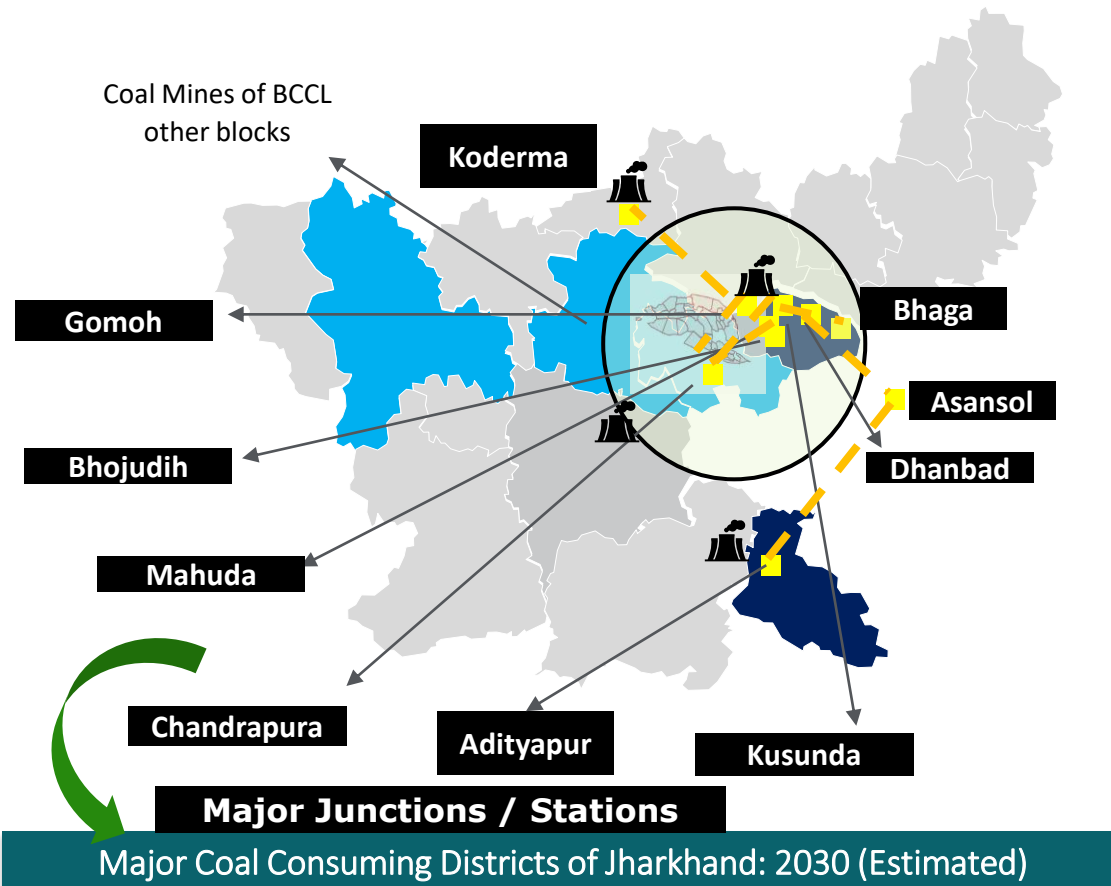 Coal Mines of BCCL
other blocks
Koderma
Gomoh
Bhaga
Asansol
Bhojudih
Dhanbad
Mahuda
Chandrapura
Adityapur
Kusunda
Major Junctions / Stations
Major Coal Consuming Districts of Jharkhand: 2030 (Estimated)